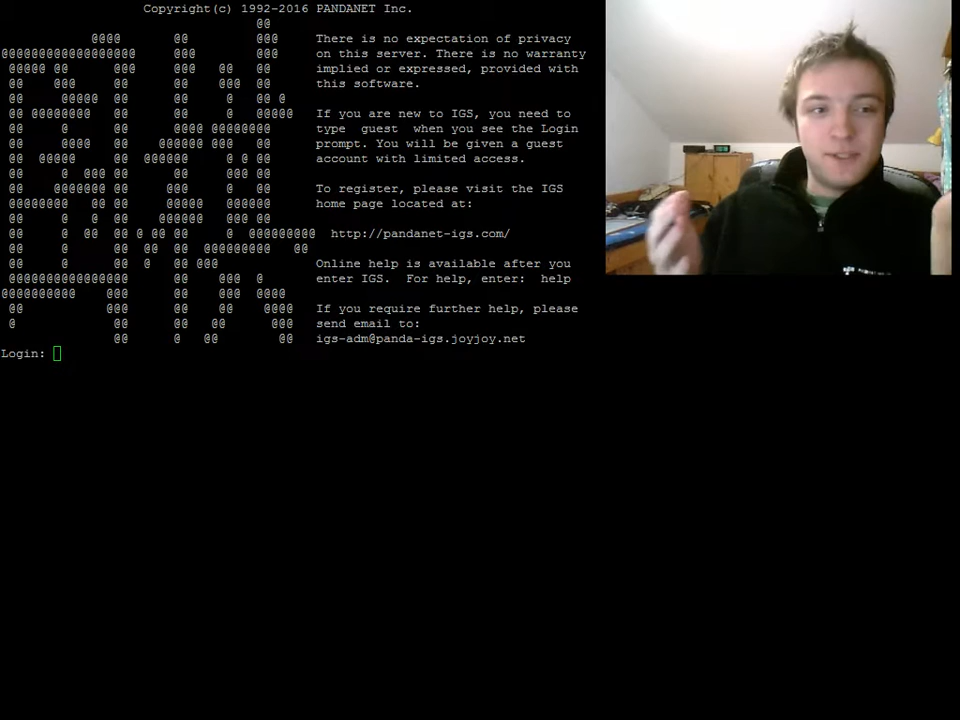 Copyright(c) 1992-2016 PANDANET Inc.
There is no expectation of privacy
on this server. There is no warranty
implied or expressed, provided with
this software.
If you are new to IGS, you need to
type  guest  when you see the Login
prompt. You will be given a guest
account with limited access.
To register, please visit the IGS
home page located at:
http://pandanet-igs.com/
Online help is available after you
enter IGS.  For help, enter:  help
If you require further help, please
send email to:
igs-adm@panda-igs.joyjoy.net
Login: